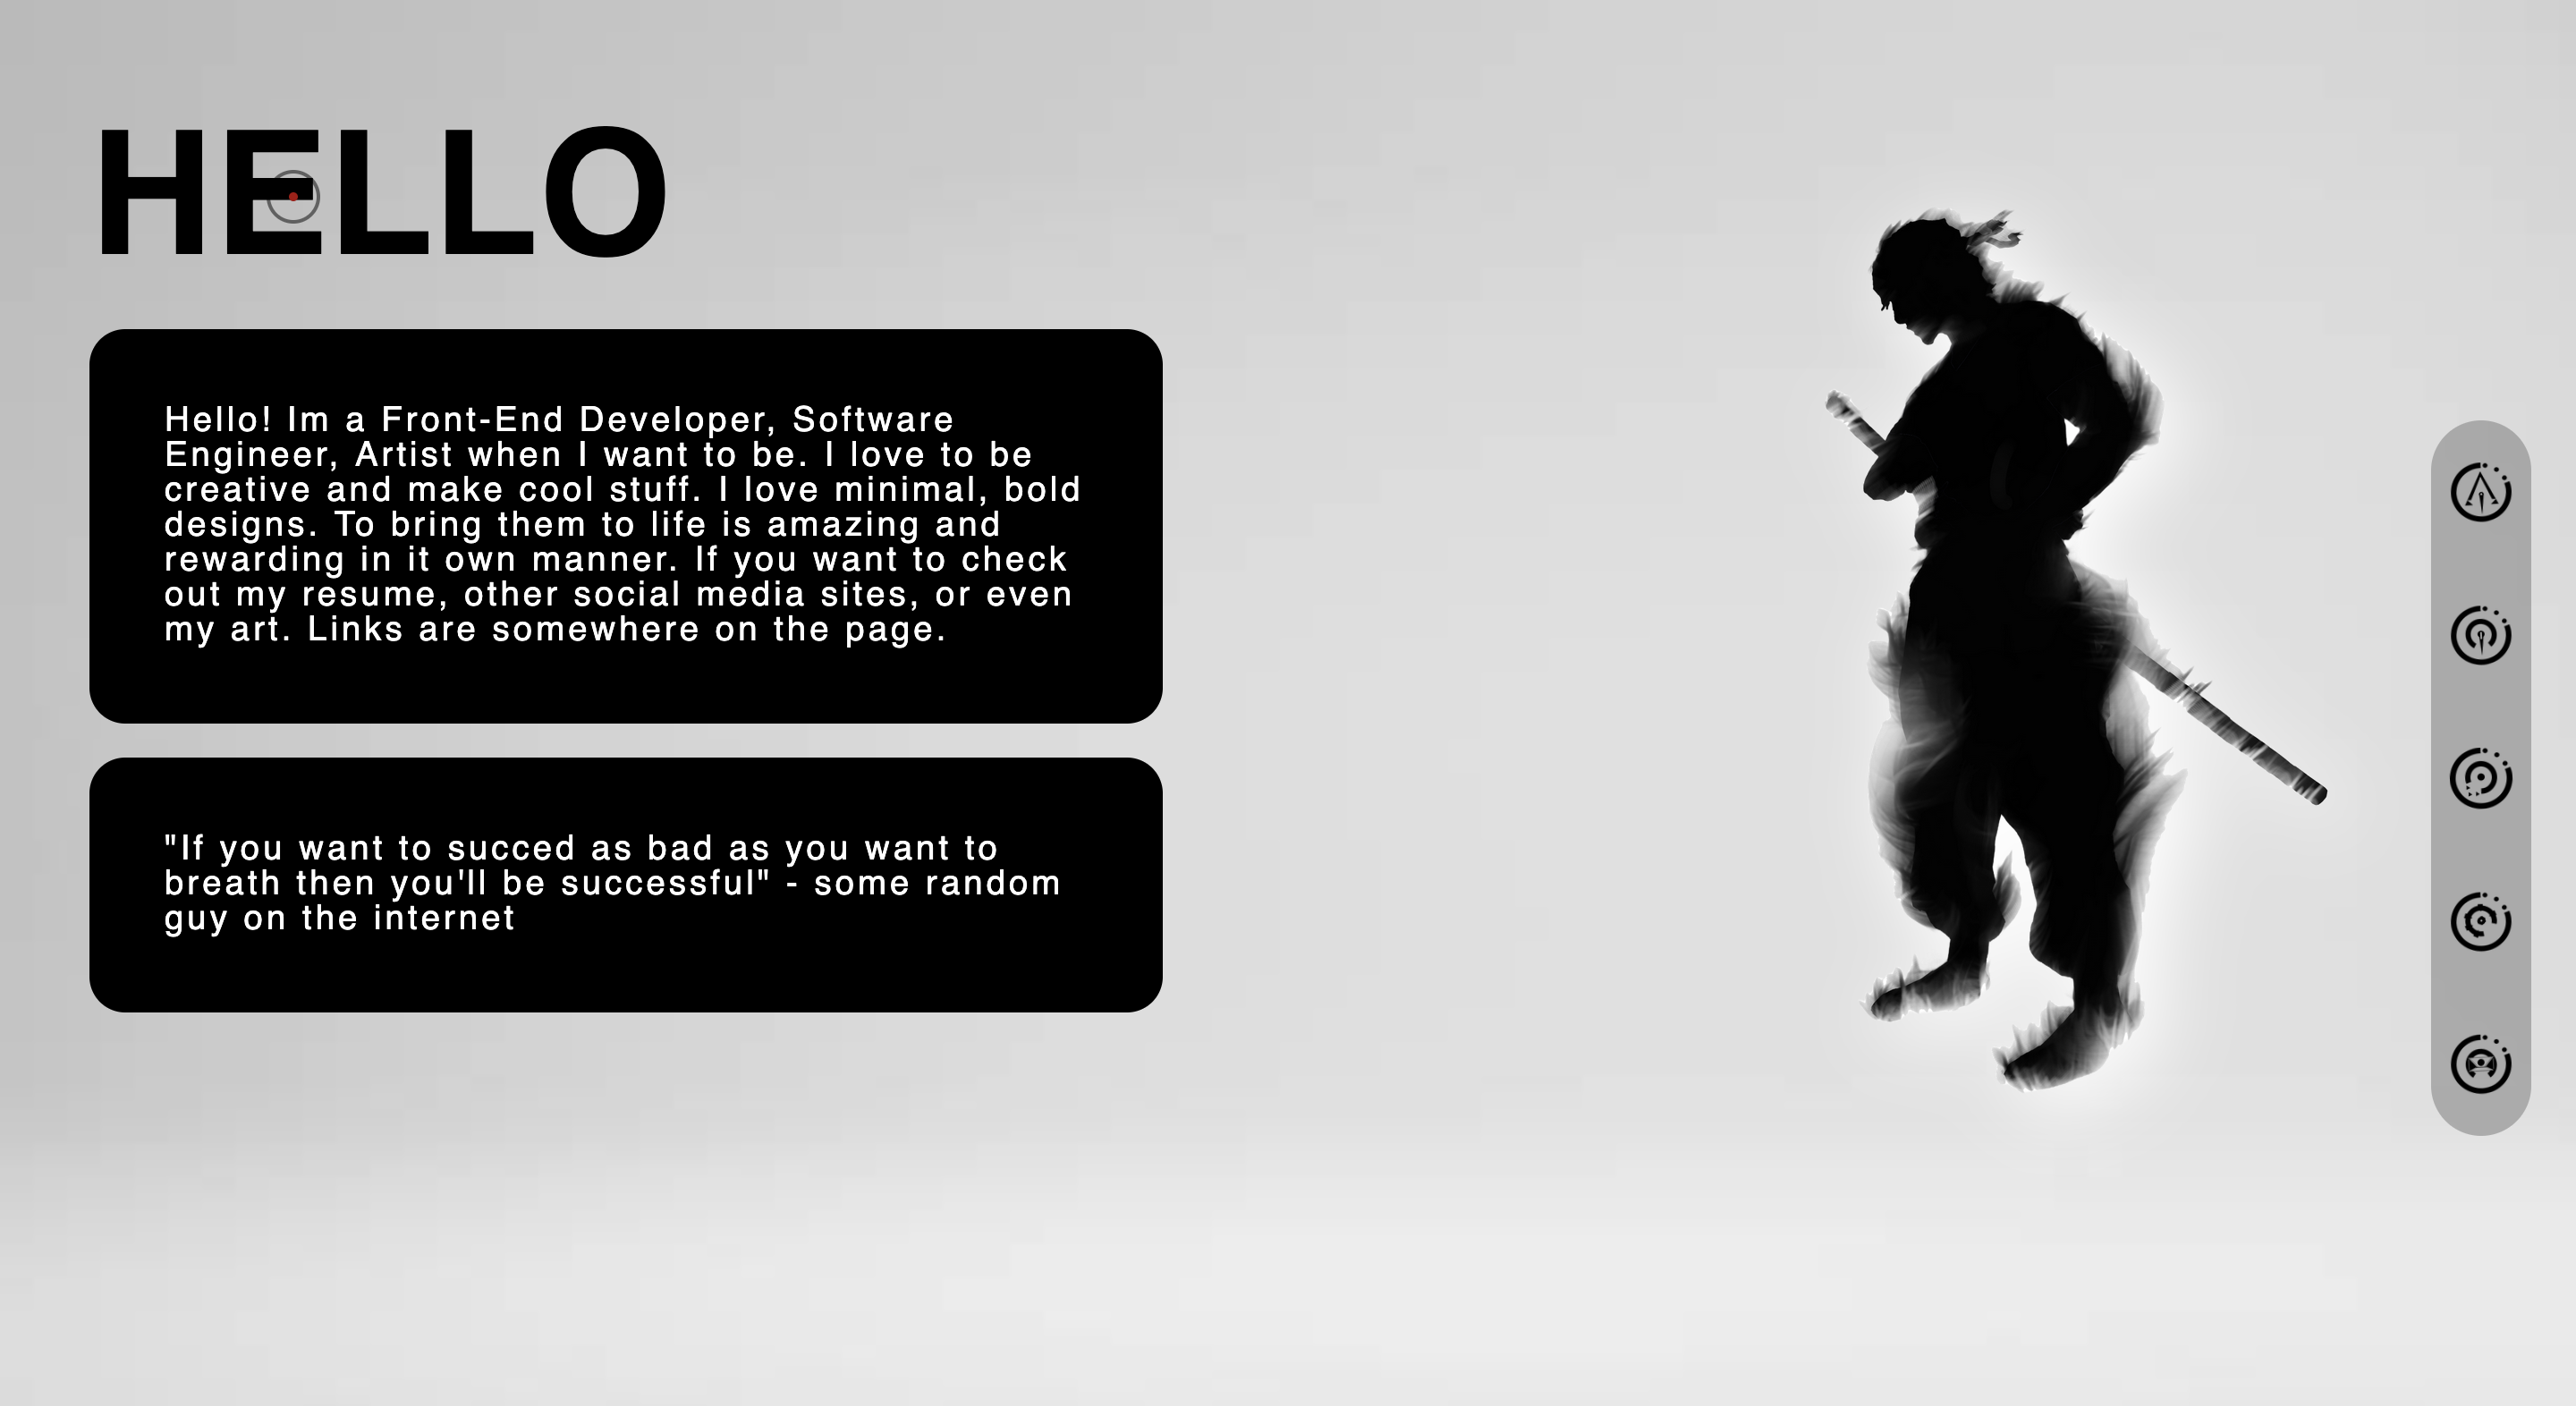 HELLO
Hello! Im a Front-End Developer, Software
Engineer, Artist when I want to be. I love to be
creative and make cool stuff. I love minimal, bold
designs. To bring them to life is amazing and
rewarding in it own manner. If you want to check
out my resume, other social media sites, or even
my art. Links are somewhere on the page.
"If you want to succed as bad as you want to
breath then you'll be successful" - some random
guy on the internet